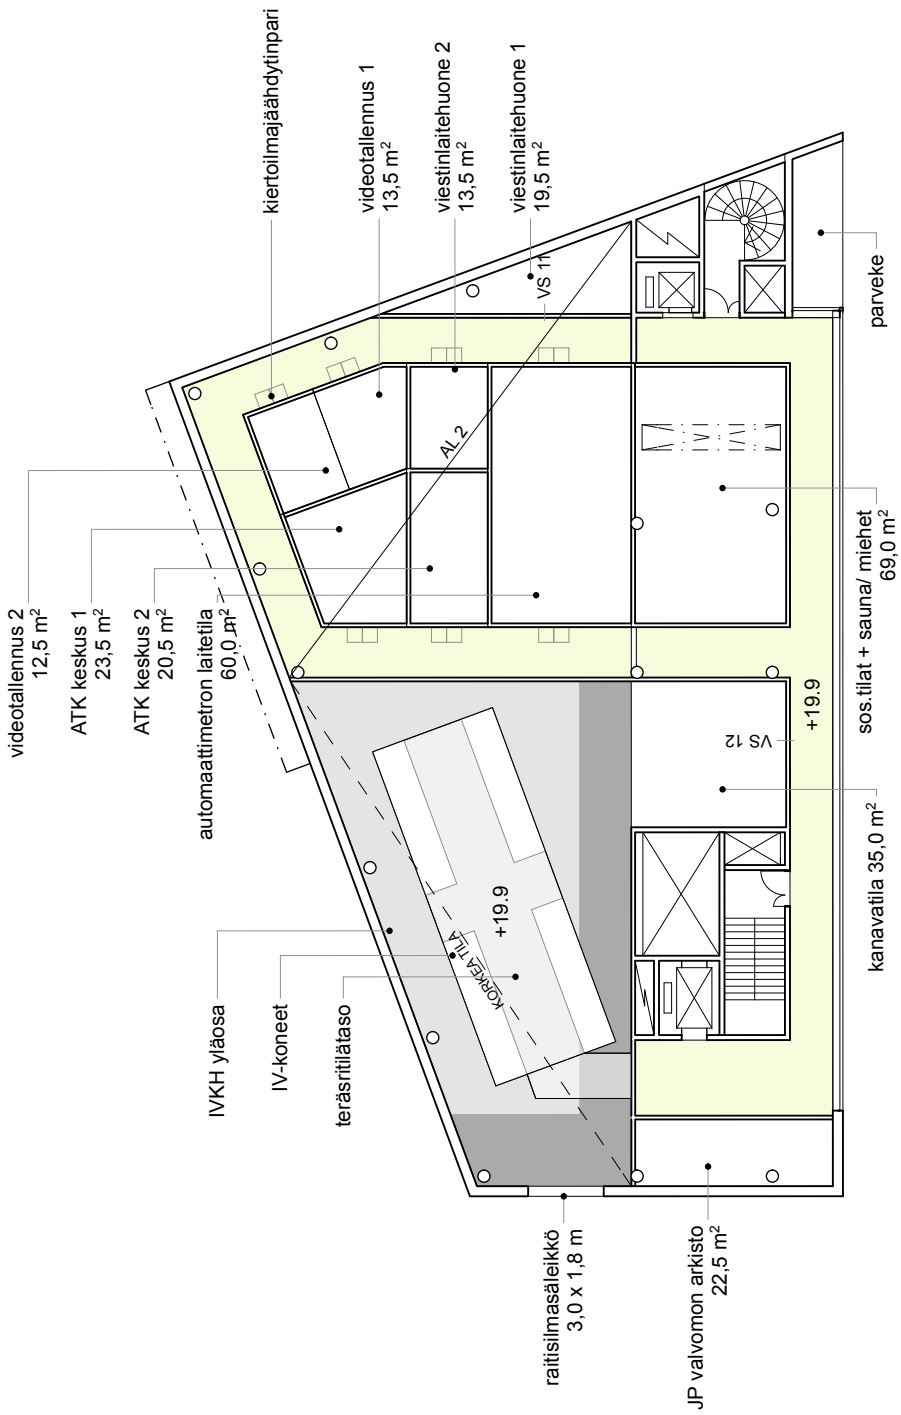 videotallennus 2
12,5 m²
ATK keskus 1
23,5 m²
ATK keskus 2
20,5 m²
automaattimetron laitetila
60,0 m²
kiertoilmajäähdytinpari
videotallennus 1
13,5 m²
viestinlaitehuone 2
13,5 m²
viestinlaitehuone 1
19,5 m²
IVKH yläosa
IV-koneet
teräsritilätaso
KORKEA TILA
+19.9
AL 2
VS 11
VS 12
+19.9
raitisilmasäleikkö
3,0 x 1,8 m
JP valvomon arkisto
22,5 m²
kanavatila 35,0 m²
sos.tilat + sauna/ miehet
69,0 m²
parveke